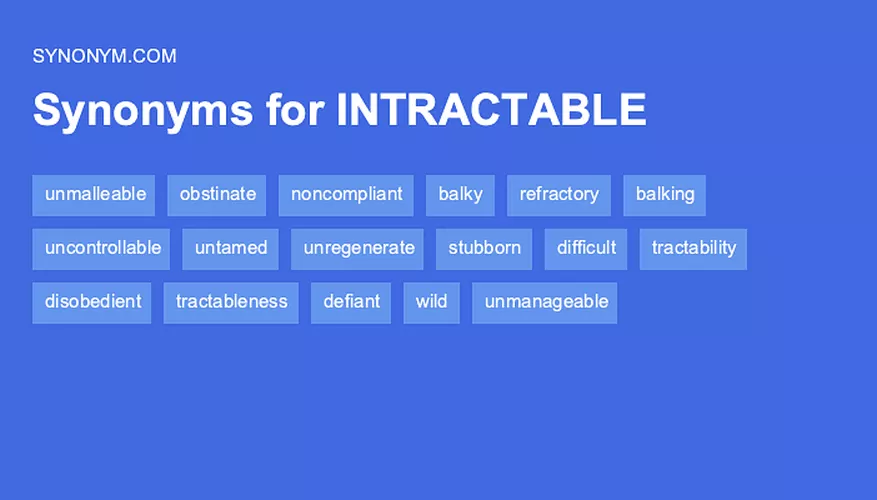 SYNONYM.COM
Synonyms for INTRACTABLE
unmalleable obstinate noncompliant balky refractory balking
uncontrollable untamed unregenerate stubborn difficult tractability
disobedient tractableness defiant wild unmanageable